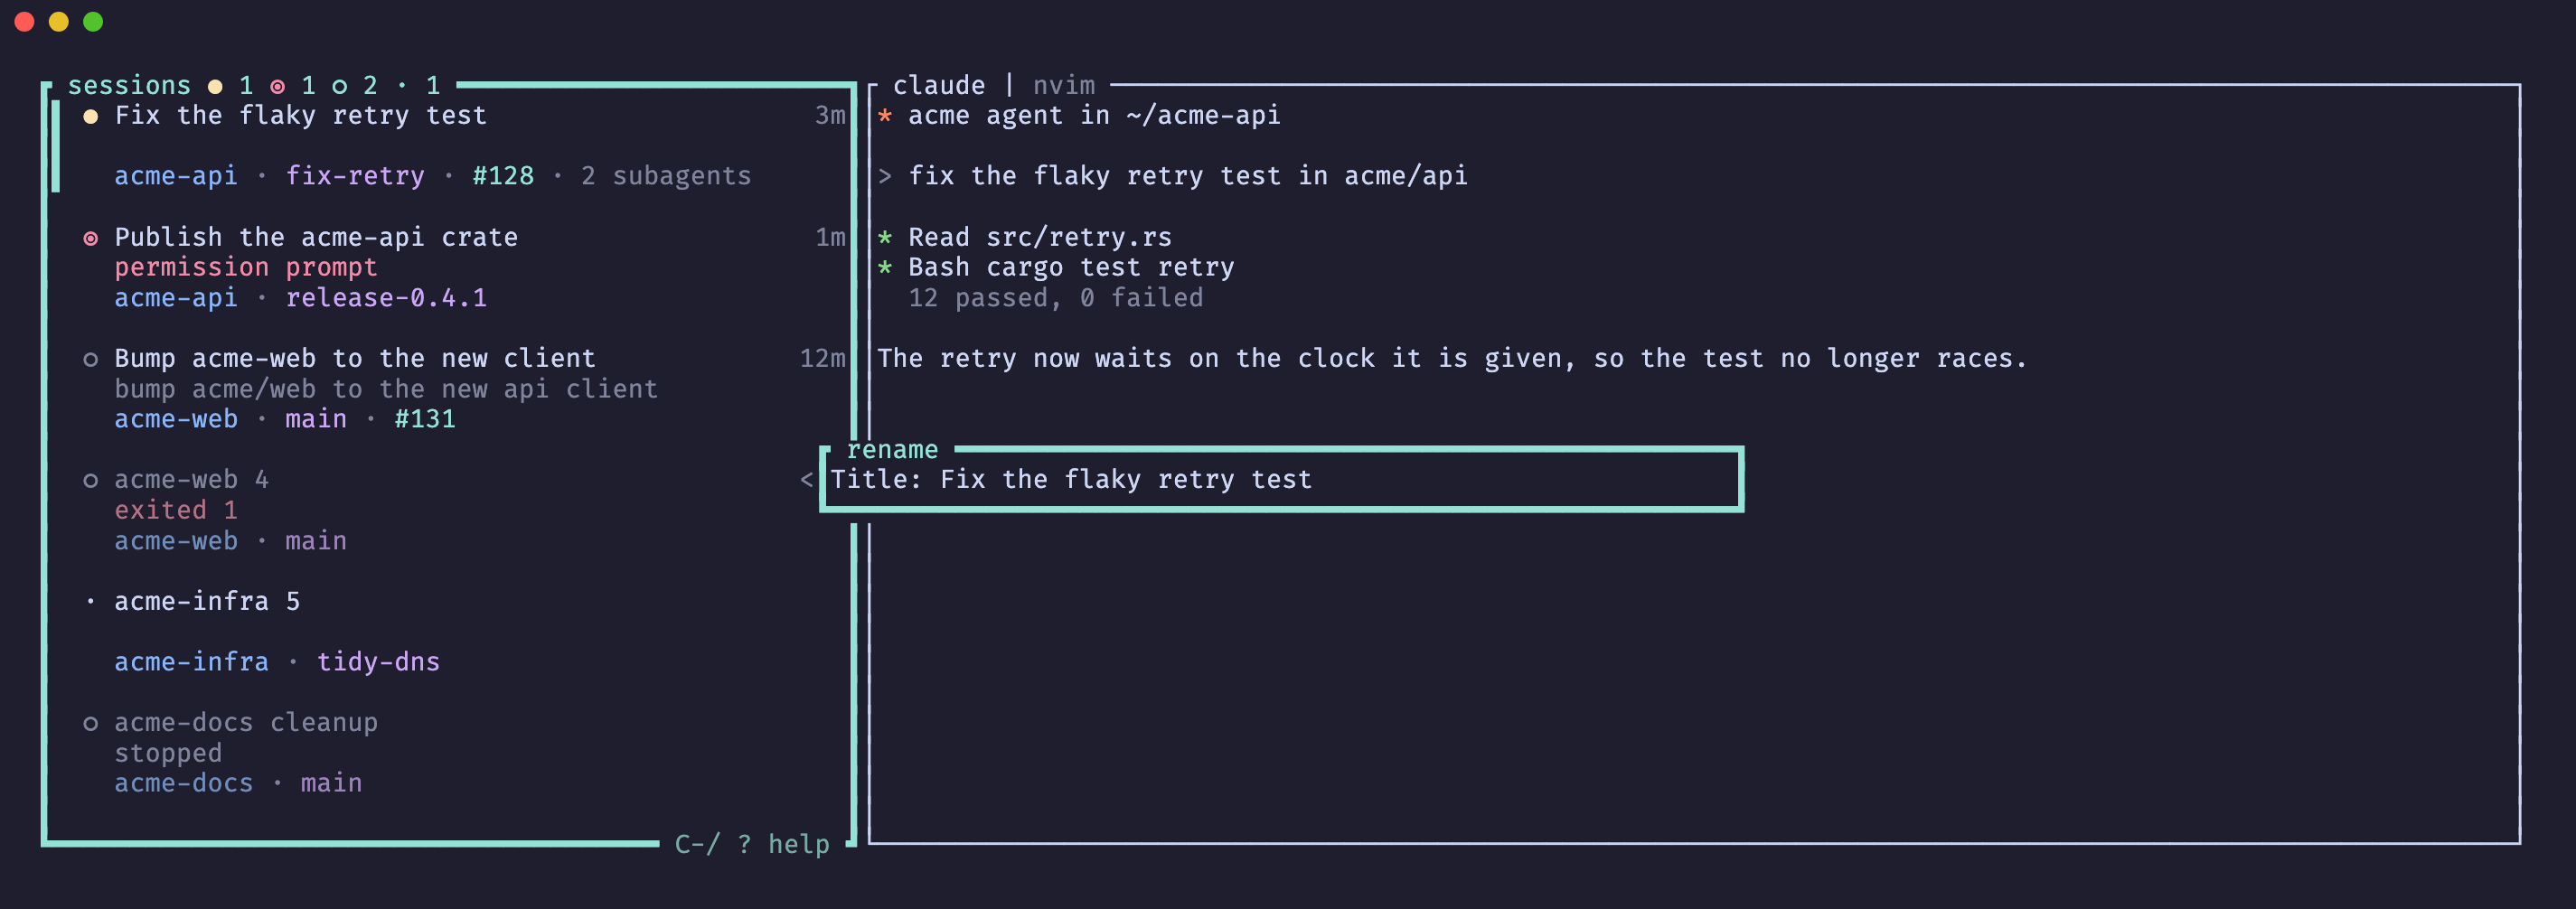 sessions ● 1 ◉ 1 ○ 2 · 1
● Fix the flaky retry test 3m
acme-api · fix-retry · #128 · 2 subagents
◉ Publish the acme-api crate 1m
permission prompt
acme-api · release-0.4.1
○ Bump acme-web to the new client 12m
bump acme/web to the new api client
acme-web · main · #131
○ acme-web 4 <
exited 1
acme-web · main
· acme-infra 5
acme-infra · tidy-dns
○ acme-docs cleanup
stopped
acme-docs · main
C-/ ? help
claude | nvim
* acme agent in ~/acme-api
> fix the flaky retry test in acme/api
* Read src/retry.rs
* Bash cargo test retry
12 passed, 0 failed
The retry now waits on the clock it is given, so the test no longer races.
rename
Title: Fix the flaky retry test